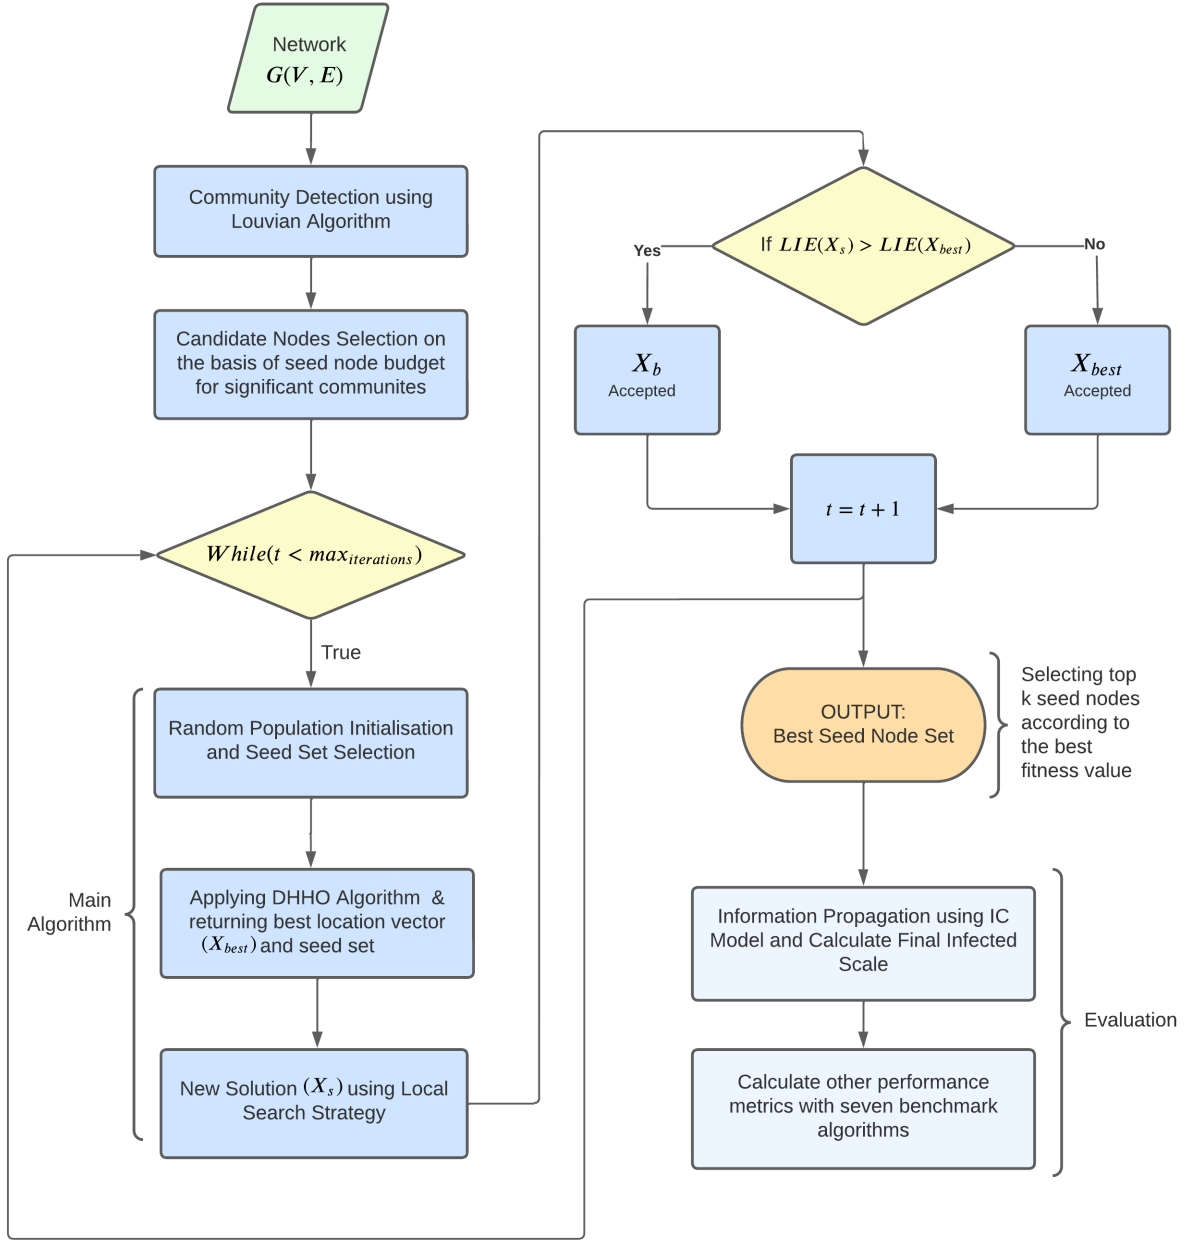 Network
G(V, E)
Community Detection using
Louvian Algorithm
Candidate Nodes Selection on
the basis of seed node budget
for significant communites
While(t < max_iterations)
True
Random Population Initialisation
and Seed Set Selection
Main
Algorithm
Applying DHHO Algorithm &
returning best location vector
(X_best) and seed set
New Solution (X_s) using Local
Search Strategy
If LIE(X_s) > LIE(X_best)
Yes
No
X_b
Accepted
X_best
Accepted
t = t + 1
OUTPUT:
Best Seed Node Set
Selecting top
k seed nodes
according to
the best
fitness value
Information Propagation using IC
Model and Calculate Final Infected
Scale
Evaluation
Calculate other performance
metrics with seven benchmark
algorithms